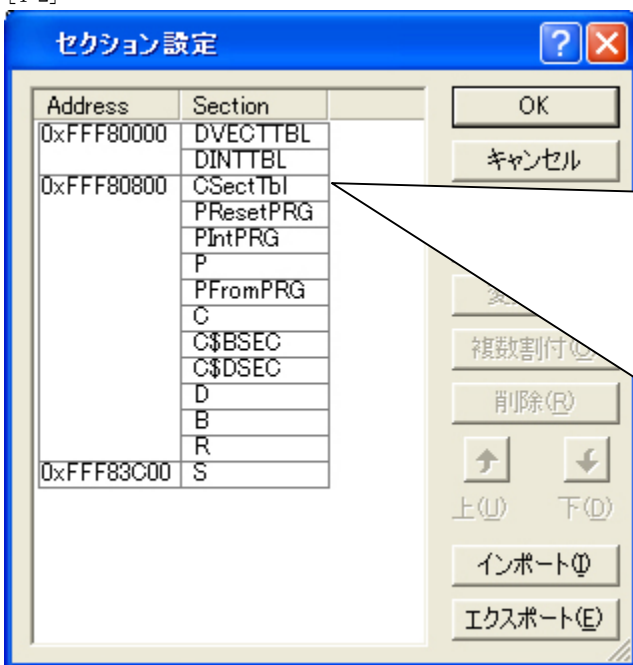 セクション設定
Address Section
0xFFF80000 DVECTTBL
DINTTBL
0xFFF80800 CSectTbl
PResetPRG
PIntPRG
P
PFromPRG
C
C$BSEC
C$DSEC
D
B
R
0xFFF83C00 S
OK
キャンセル
複数割付(O)
削除(R)
上(U) 下(D)
インポート(I)
エクスポート(E)